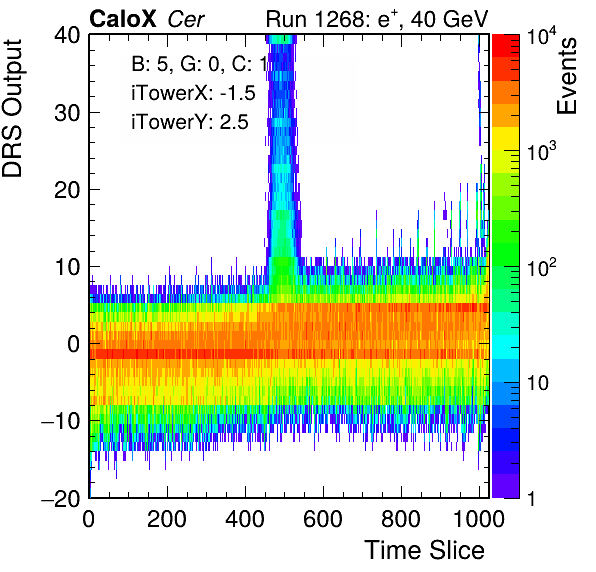 CaloX Cer Run 1268: e+, 40 GeV
B: 5, G: 0, C: 1
iTowerX: -1.5
iTowerY: 2.5
DRS Output
40
30
20
10
0
−10
−20
0 200 400 600 800 1000
Time Slice
Events
10^4
10^3
10^2
10
1